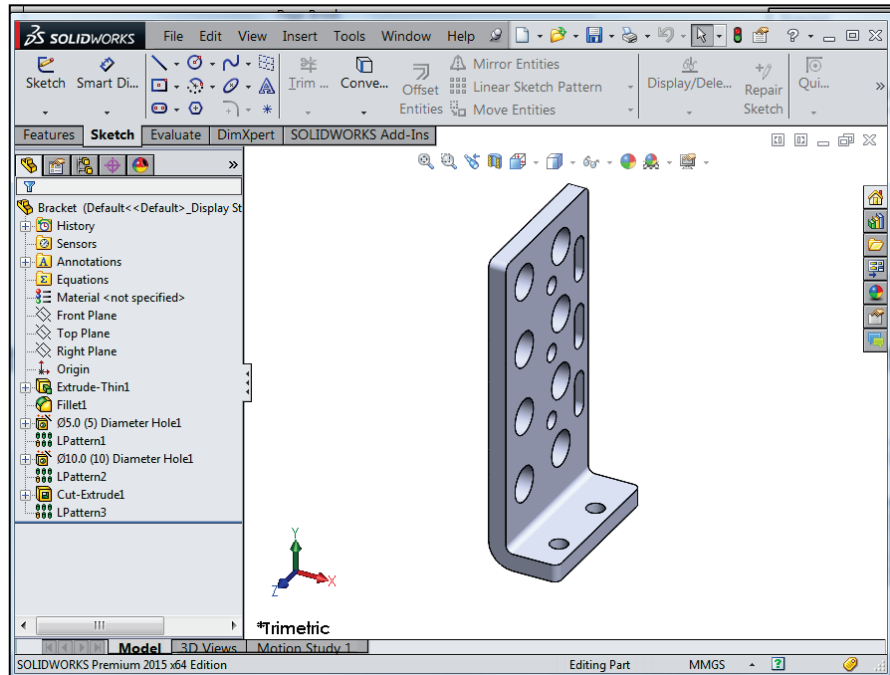 SOLIDWORKS File Edit View Insert Tools Window Help
Sketch Smart Di... Trim ... Conve... Offset Entities Mirror Entities Linear Sketch Pattern Move Entities Display/Dele... Repair Sketch Qui...
Features Sketch Evaluate DimXpert SOLIDWORKS Add-Ins
Bracket (Default<<Default>_Display St
History
Sensors
Annotations
Equations
Material <not specified>
Front Plane
Top Plane
Right Plane
Origin
Extrude-Thin1
Fillet1
Ø5.0 (5) Diameter Hole1
LPattern1
Ø10.0 (10) Diameter Hole1
LPattern2
Cut-Extrude1
LPattern3
Y
X
Z
*Trimetric
Model 3D Views Motion Study 1
SOLIDWORKS Premium 2015 x64 Edition Editing Part MMGS